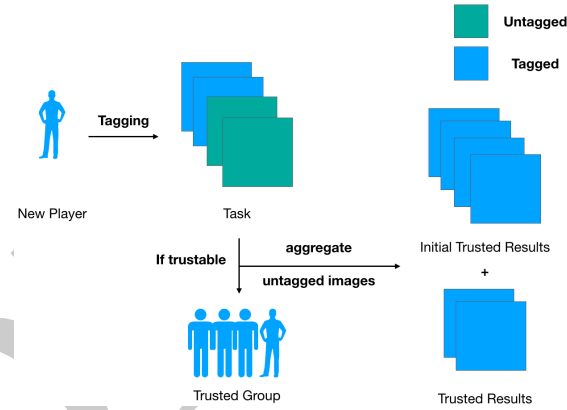 Untagged
Tagged
Tagging
New Player
Task
Initial Trusted Results
If trustable
aggregate
untagged images
+
Trusted Group
Trusted Results